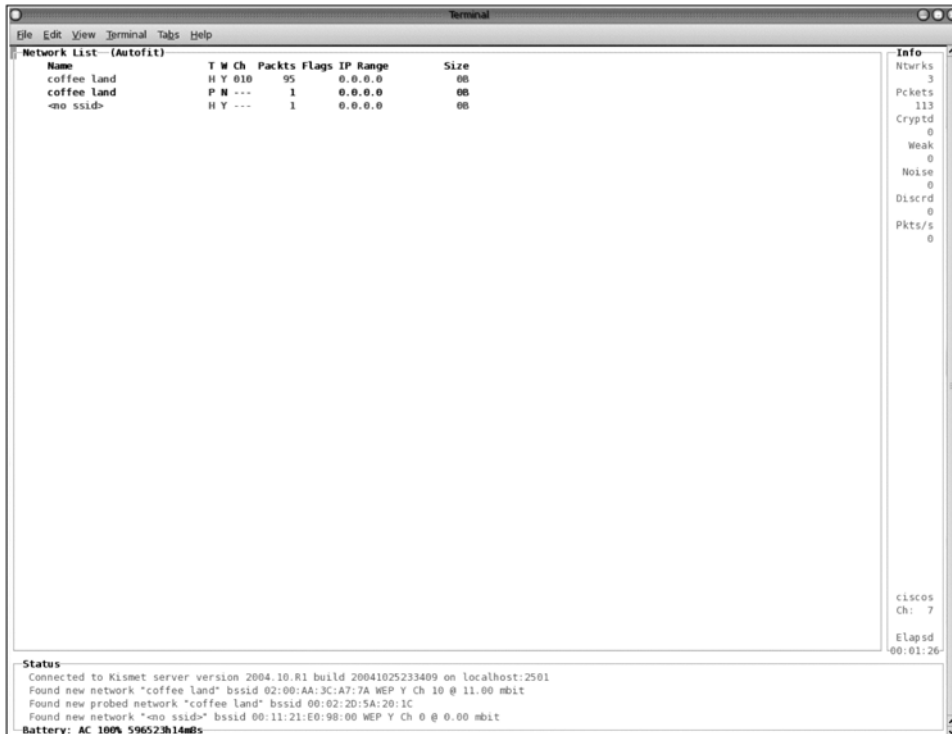 Terminal
File Edit View Terminal Tabs Help
Network List (Autofit)
Name T W Ch Packts Flags IP Range Size
coffee land H Y 010 95 0.0.0.0 0B
coffee land P N --- 1 0.0.0.0 0B
<no ssid> H Y --- 1 0.0.0.0 0B
Info
Ntwrks
3
Pckets
113
Cryptd
0
Weak
0
Noise
0
Discrd
0
Pkts/s
0
ciscos
Ch: 7
Elapsd
00:01:26
Status
Connected to Kismet server version 2004.10.R1 build 20041025233409 on localhost:2501
Found new network "coffee land" bssid 02:00:AA:3C:A7:7A WEP Y Ch 10 @ 11.00 mbit
Found new probed network "coffee land" bssid 00:02:2D:5A:20:1C
Found new network "<no ssid>" bssid 00:11:21:E0:98:00 WEP Y Ch 0 @ 0.00 mbit
Battery: AC 100% 596523h14m8s